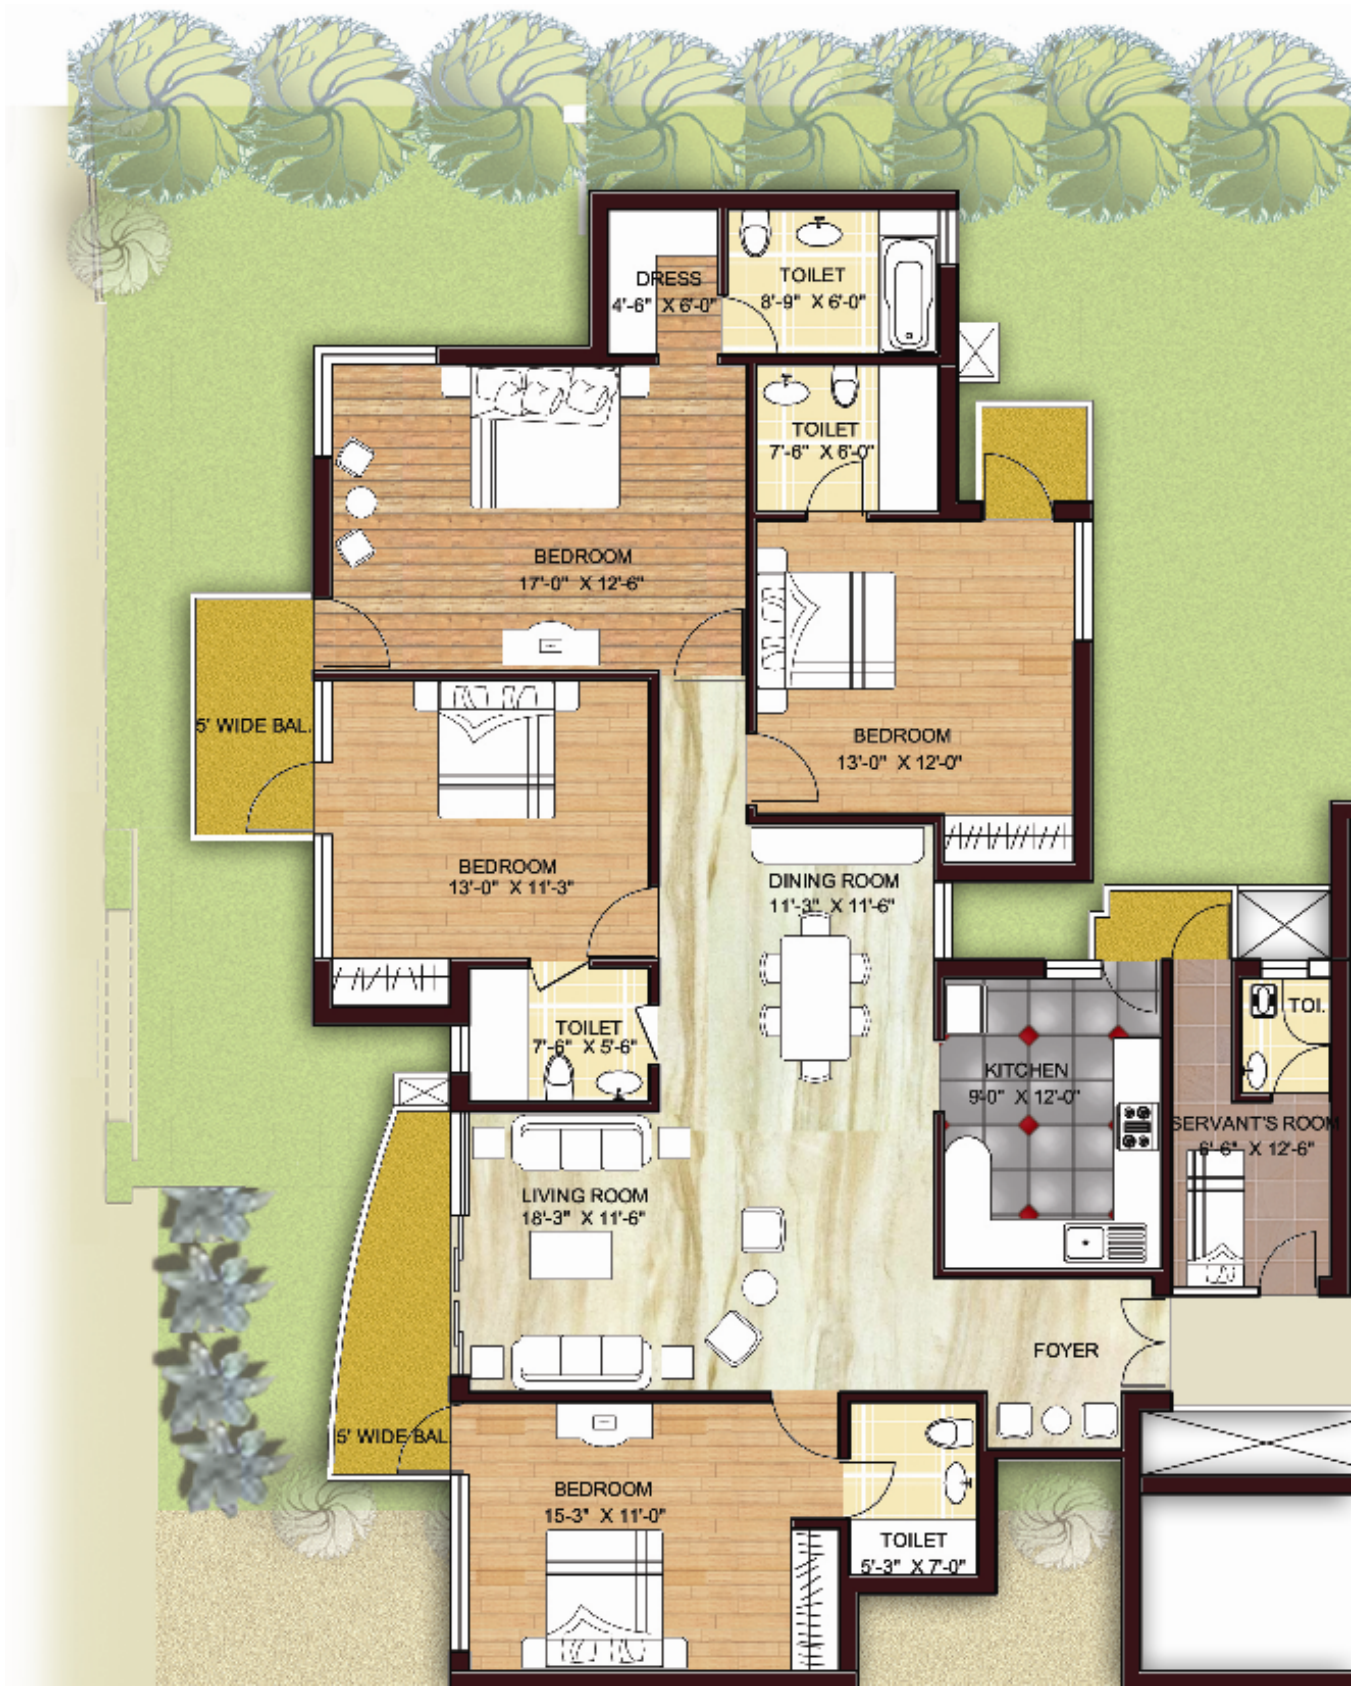 DRESS
4'-6" X 6'-0"
TOILET
8'-9" X 6'-0"
TOILET
7'-6" X 6'-0"
BEDROOM
17'-0" X 12'-6"
5' WIDE BAL.
BEDROOM
13'-0" X 12'-0"
BEDROOM
13'-0" X 11'-3"
DINING ROOM
11'-3" X 11'-6"
TOILET
7'-6" X 5'-6"
TOI.
KITCHEN
9'-0" X 12'-0"
SERVANT'S ROOM
6'-6" X 12'-6"
LIVING ROOM
18'-3" X 11'-6"
FOYER
5' WIDE BAL.
BEDROOM
15-3" X 11'-0"
TOILET
5'-3" X 7'-0"